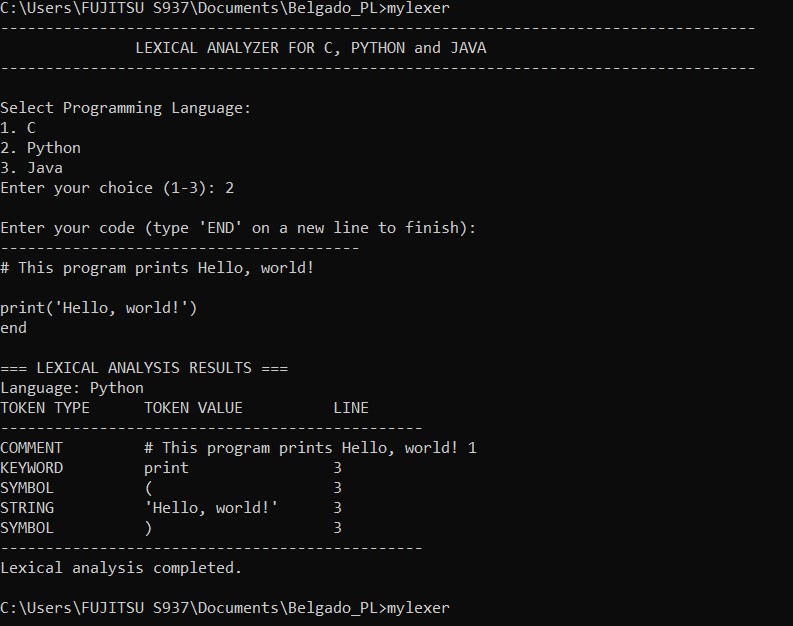 C:\Users\FUJITSU S937\Documents\Belgado_PL>mylexer
------------------------------------------------------------------------------------
LEXICAL ANALYZER FOR C, PYTHON and JAVA
------------------------------------------------------------------------------------
Select Programming Language:
1. C
2. Python
3. Java
Enter your choice (1-3): 2
Enter your code (type 'END' on a new line to finish):
----------------------------------------
# This program prints Hello, world!
print('Hello, world!')
end
=== LEXICAL ANALYSIS RESULTS ===
Language: Python
TOKEN TYPE      TOKEN VALUE          LINE
-----------------------------------------------
COMMENT         # This program prints Hello, world! 1
KEYWORD         print                3
SYMBOL          (                    3
STRING          'Hello, world!'      3
SYMBOL          )                    3
-----------------------------------------------
Lexical analysis completed.
C:\Users\FUJITSU S937\Documents\Belgado_PL>mylexer